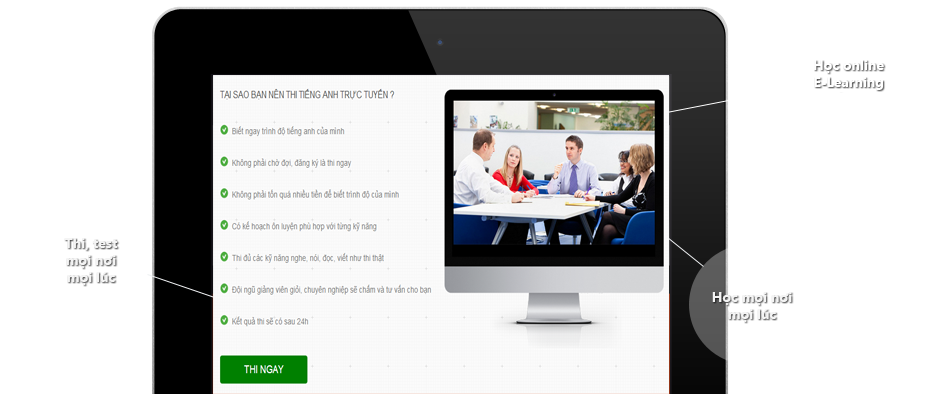 Học online
E-Learning
TẠI SAO BẠN NÊN THI TIẾNG ANH TRỰC TUYẾN ?
Biết ngay trình độ tiếng anh của mình
Không phải chờ đợi, đăng ký là thi ngay
Không phải tốn quá nhiều tiền để biết trình độ của mình
Có kế hoạch ôn luyện phù hợp với từng kỹ năng
Thi đủ các kỹ năng nghe, nói, đọc, viết như thi thật
Đội ngũ giảng viên giỏi, chuyên nghiệp sẽ chấm và tư vấn cho bạn
Kết quả thi sẽ có sau 24h
THI NGAY
Thi, test
mọi nơi
mọi lúc
Học mọi nơi
mọi lúc